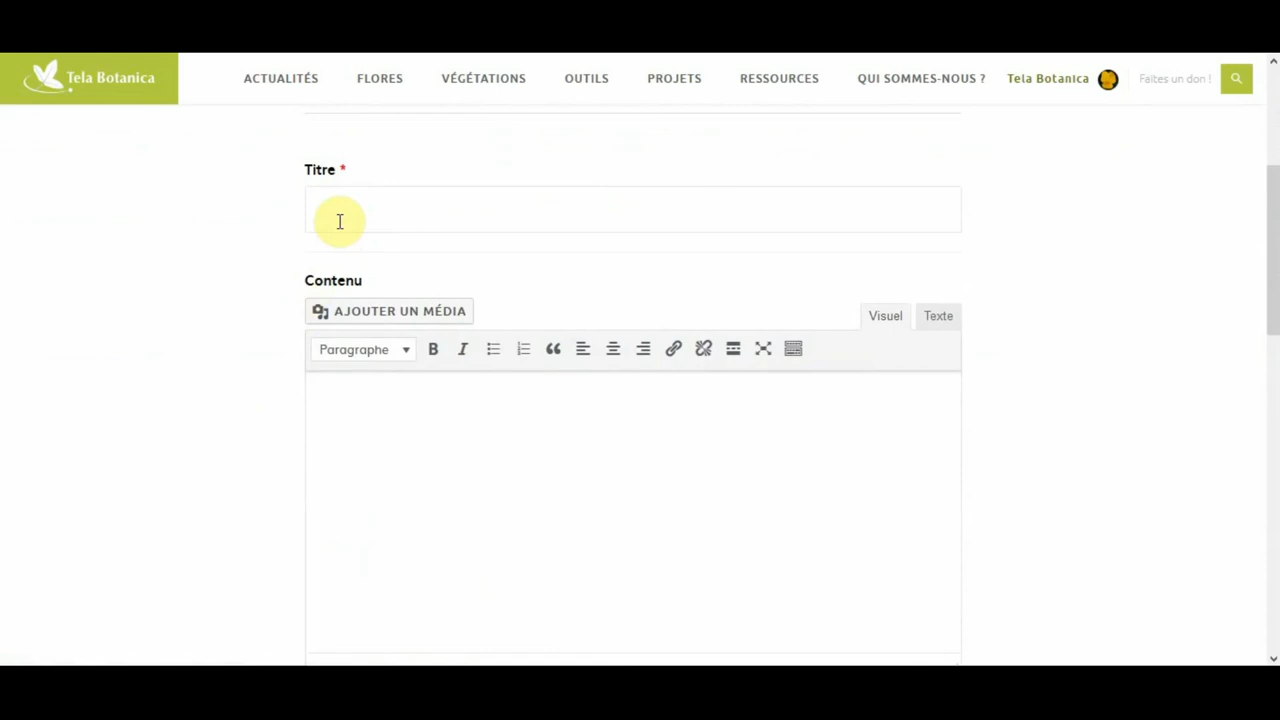 Tela Botanica
ACTUALITÉS FLORES VÉGÉTATIONS OUTILS PROJETS RESSOURCES QUI SOMMES-NOUS ? Tela Botanica Faites un don !
Titre *
Contenu
AJOUTER UN MÉDIA
Visuel Texte
Paragraphe B I